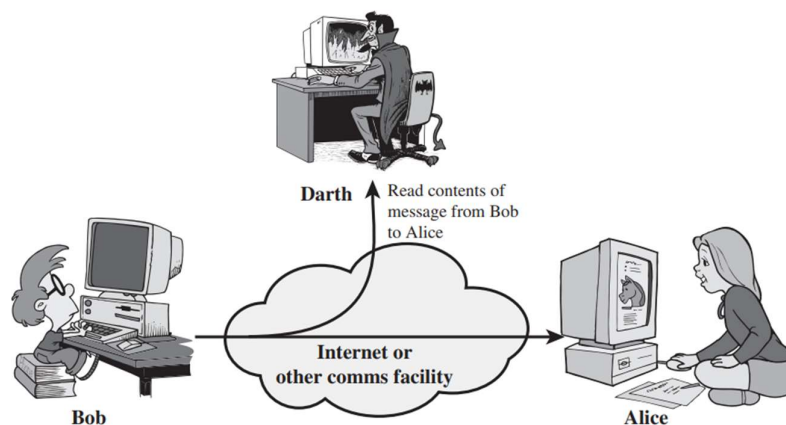 Darth
Read contents of
message from Bob
to Alice
Internet or
other comms facility
Bob
Alice